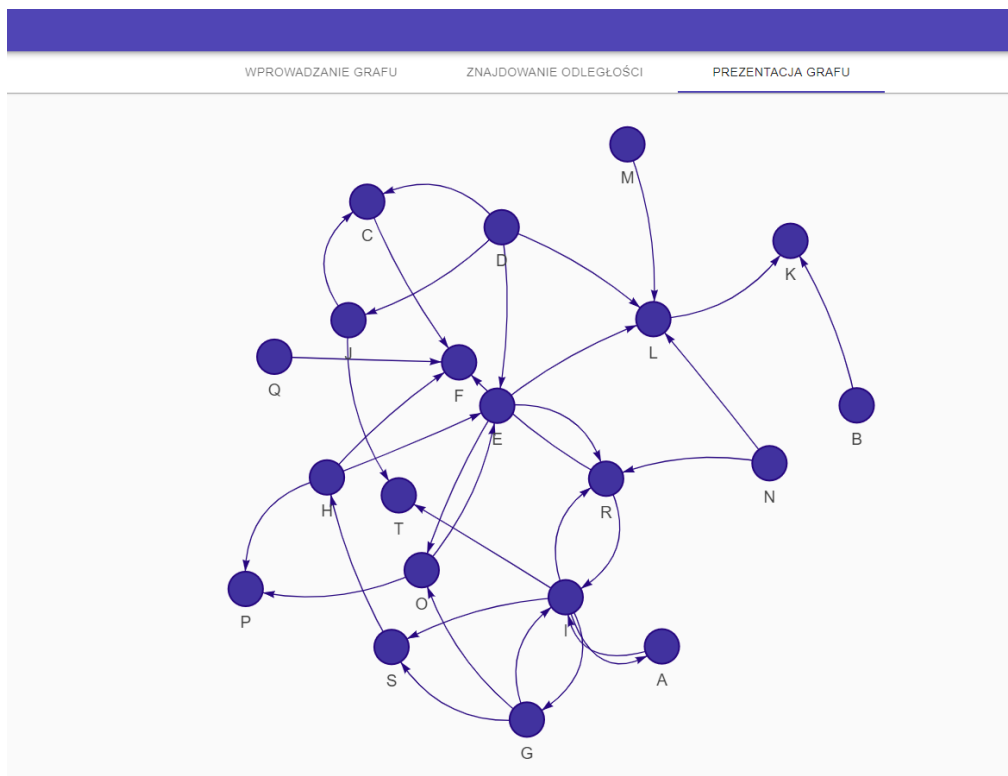 WPROWADZANIE GRAFU ZNAJDOWANIE ODLEGŁOŚCI PREZENTACJA GRAFU
M
C
D
K
J
L
Q
F
E
B
H
T
R
N
O
P
I
S
A
G